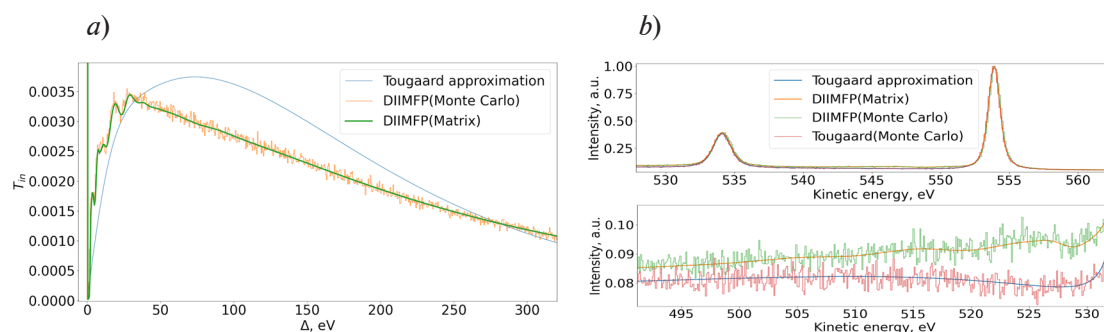 a)
b)
Tougaard approximation
DIIMFP(Monte Carlo)
DIIMFP(Matrix)
0.0035
0.0030
0.0025
0.0020
0.0015
0.0010
0.0005
0.0000
T_in
0 50 100 150 200 250 300
Δ, eV
Tougaard approximation
DIIMFP(Matrix)
DIIMFP(Monte Carlo)
Tougaard(Monte Carlo)
1.00
0.75
0.50
0.25
Intensity, a.u.
530 535 540 545 550 555 560
Kinetic energy, eV
0.10
0.09
0.08
Intensity, a.u.
495 500 505 510 515 520 525 530
Kinetic energy, eV